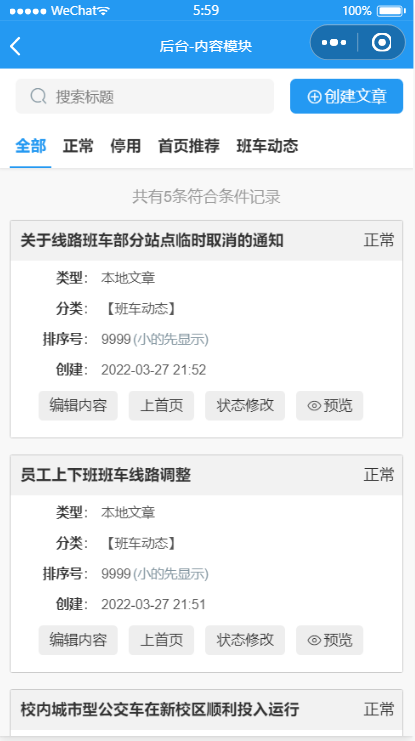 WeChat 5:59 100%
后台-内容模块
搜索标题 创建文章
全部 正常 停用 首页推荐 班车动态
共有5条符合条件记录
关于线路班车部分站点临时取消的通知 正常
类型: 本地文章
分类: 【班车动态】
排序号: 9999 (小的先显示)
创建: 2022-03-27 21:52
编辑内容 上首页 状态修改 预览
员工上下班班车线路调整 正常
类型: 本地文章
分类: 【班车动态】
排序号: 9999 (小的先显示)
创建: 2022-03-27 21:51
编辑内容 上首页 状态修改 预览
校内城市型公交车在新校区顺利投入运行 正常